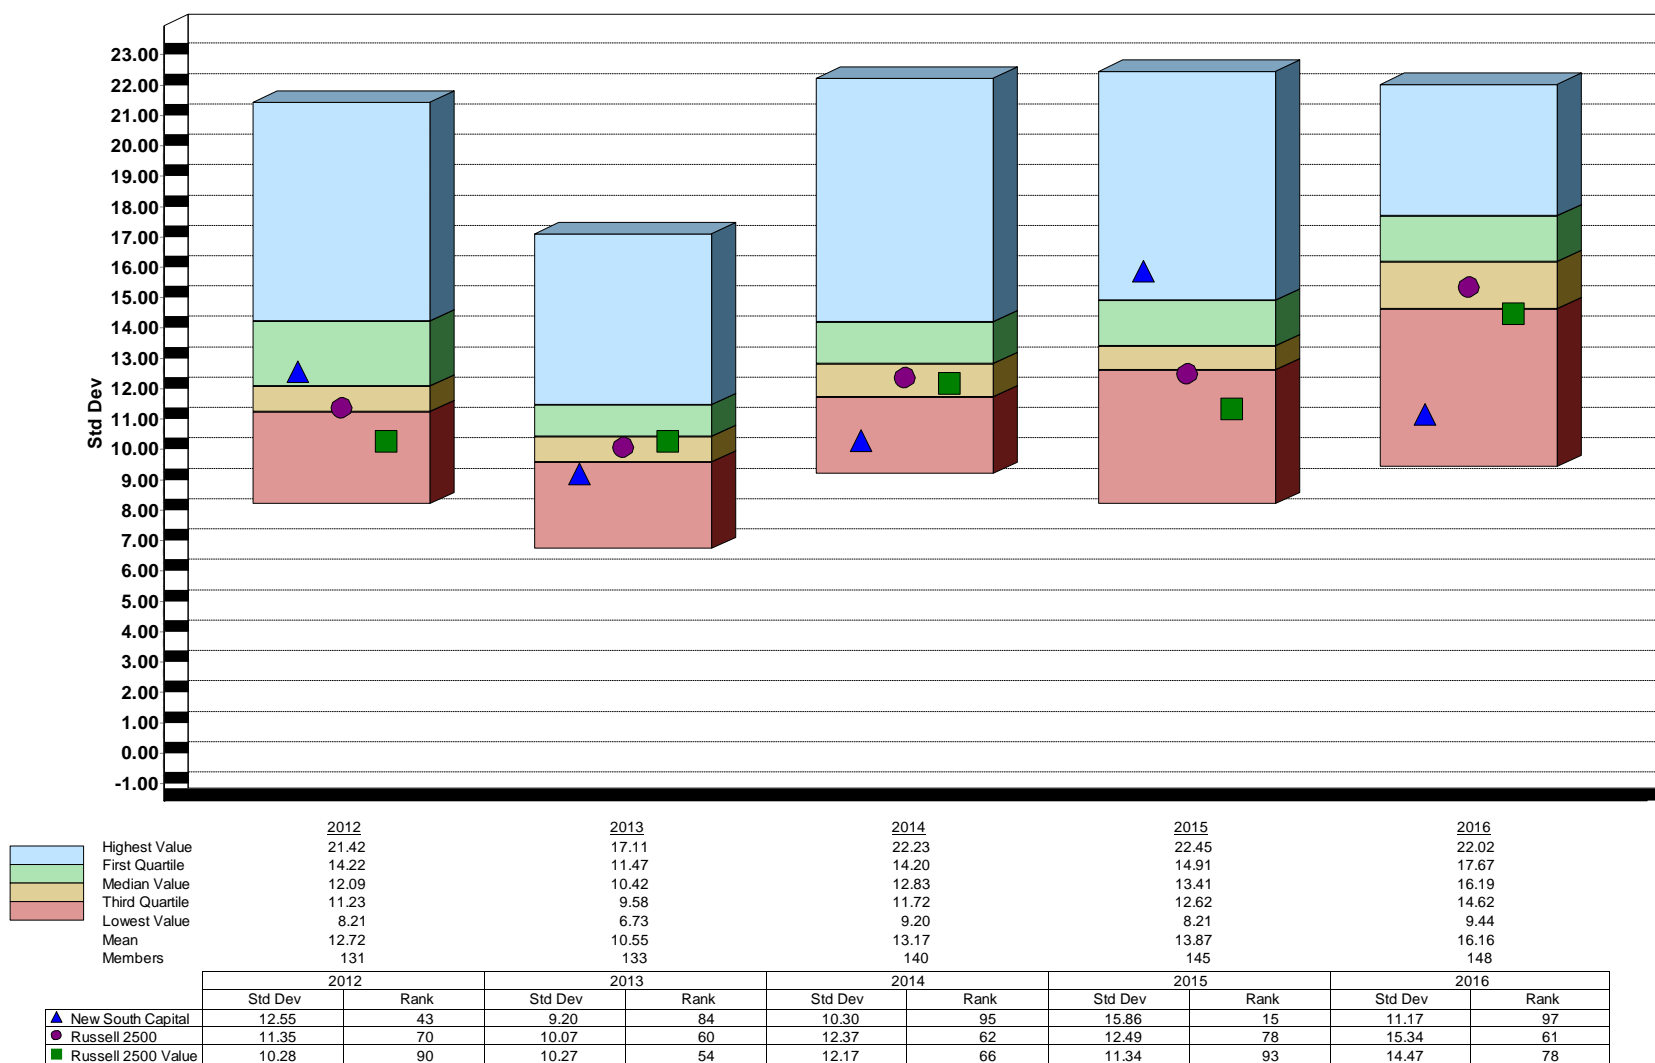 23.00
22.00
21.00
20.00
19.00
18.00
17.00
16.00
15.00
14.00
13.00
12.00
11.00
10.00
9.00
8.00
7.00
6.00
5.00
4.00
3.00
2.00
1.00
0.00
-1.00
Std Dev
2012 2013 2014 2015 2016
Highest Value 21.42 17.11 22.23 22.45 22.02
First Quartile 14.22 11.47 14.20 14.91 17.67
Median Value 12.09 10.42 12.83 13.41 16.19
Third Quartile 11.23 9.58 11.72 12.62 14.62
Lowest Value 8.21 6.73 9.20 8.21 9.44
Mean 12.72 10.55 13.17 13.87 16.16
Members 131 133 140 145 148
2012 2013 2014 2015 2016
Std Dev Rank Std Dev Rank Std Dev Rank Std Dev Rank Std Dev Rank
New South Capital 12.55 43 9.20 84 10.30 95 15.86 15 11.17 97
Russell 2500 11.35 70 10.07 60 12.37 62 12.49 78 15.34 61
Russell 2500 Value 10.28 90 10.27 54 12.17 66 11.34 93 14.47 78